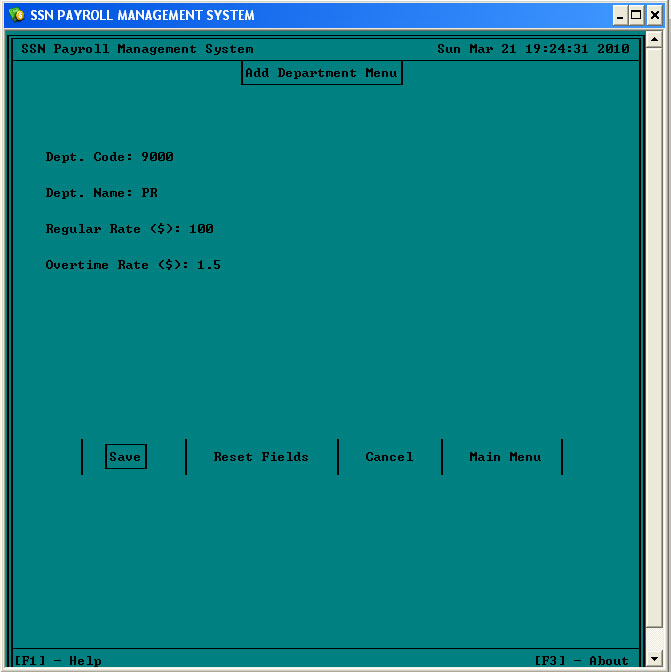 SSN PAYROLL MANAGEMENT SYSTEM
SSN Payroll Management System Sun Mar 21 19:24:31 2010
Add Department Menu
Dept. Code: 9000
Dept. Name: PR
Regular Rate ($): 100
Overtime Rate ($): 1.5
Save Reset Fields Cancel Main Menu
[F1] - Help [F3] - About